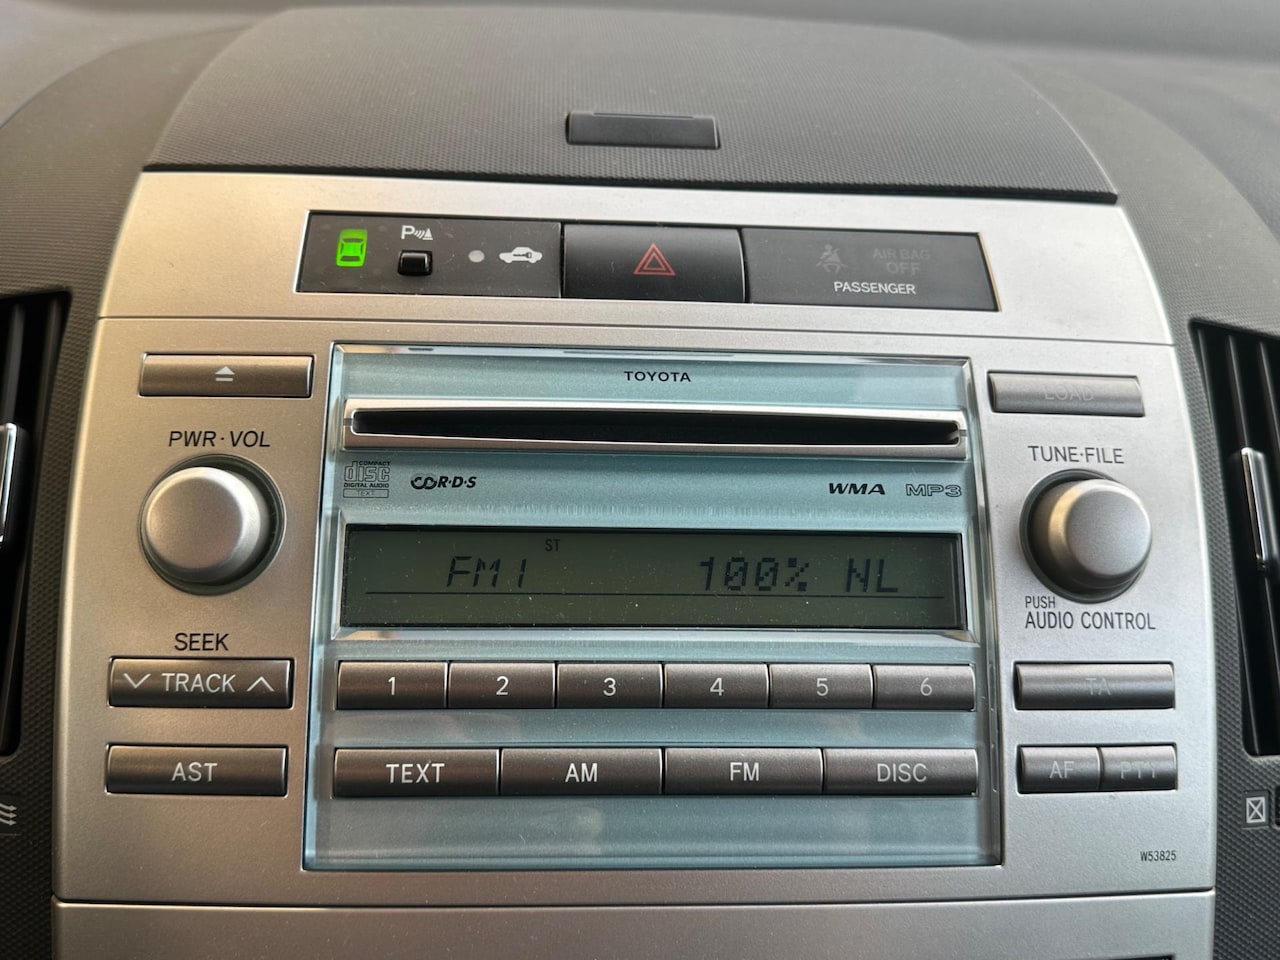 P
AIR BAG
OFF
PASSENGER
TOYOTA
LOAD
PWR·VOL
TUNE·FILE
COMPACT
disc
DIGITAL AUDIO
TEXT
R·D·S
WMA
MP3
ST
FM1 100% NL
PUSH
AUDIO CONTROL
SEEK
TRACK
1 2 3 4 5 6
TA
AST
TEXT AM FM DISC
AF PTY
W53825